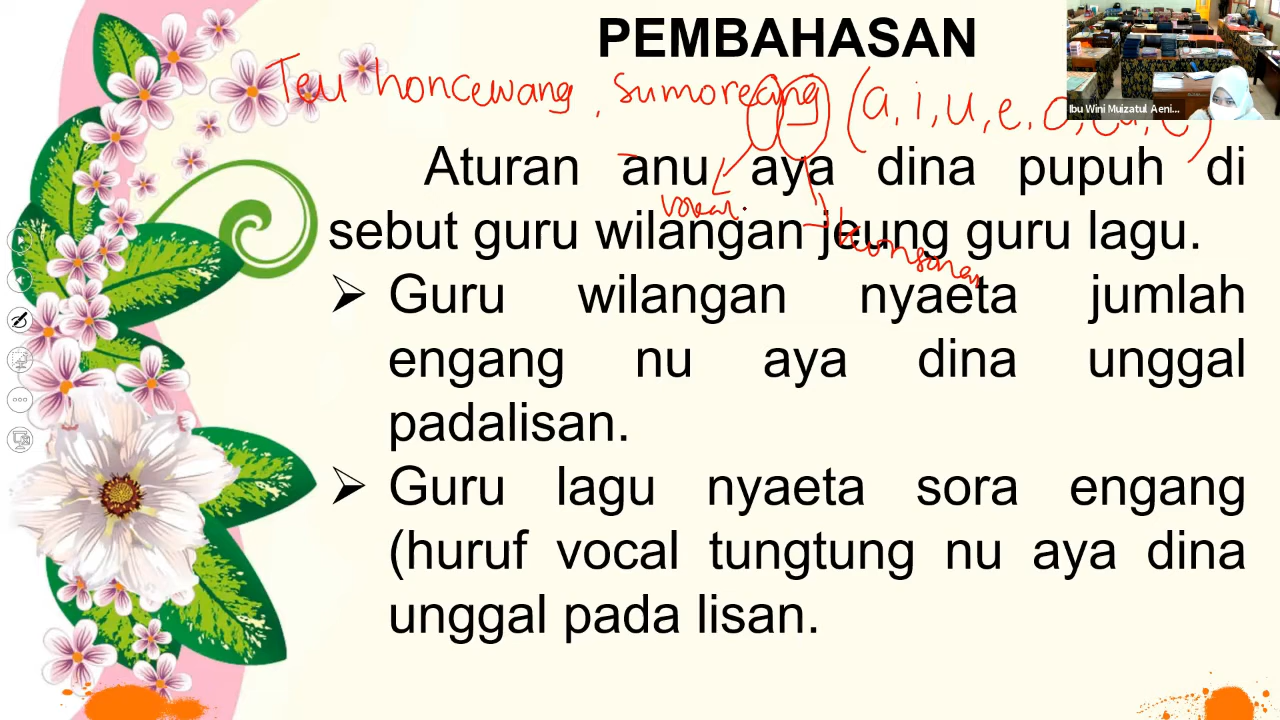 PEMBAHASAN
Ibu Wini Muizatul Aeni...
Teu honcewang, sumoreang (a, i, u, e, o,
Aturan anu aya dina pupuh di
vocal
sebut guru wilangan jeung guru lagu.
konsonan
➢ Guru wilangan nyaeta jumlah
engang nu aya dina unggal
padalisan.
➢ Guru lagu nyaeta sora engang
(huruf vocal tungtung nu aya dina
unggal pada lisan.